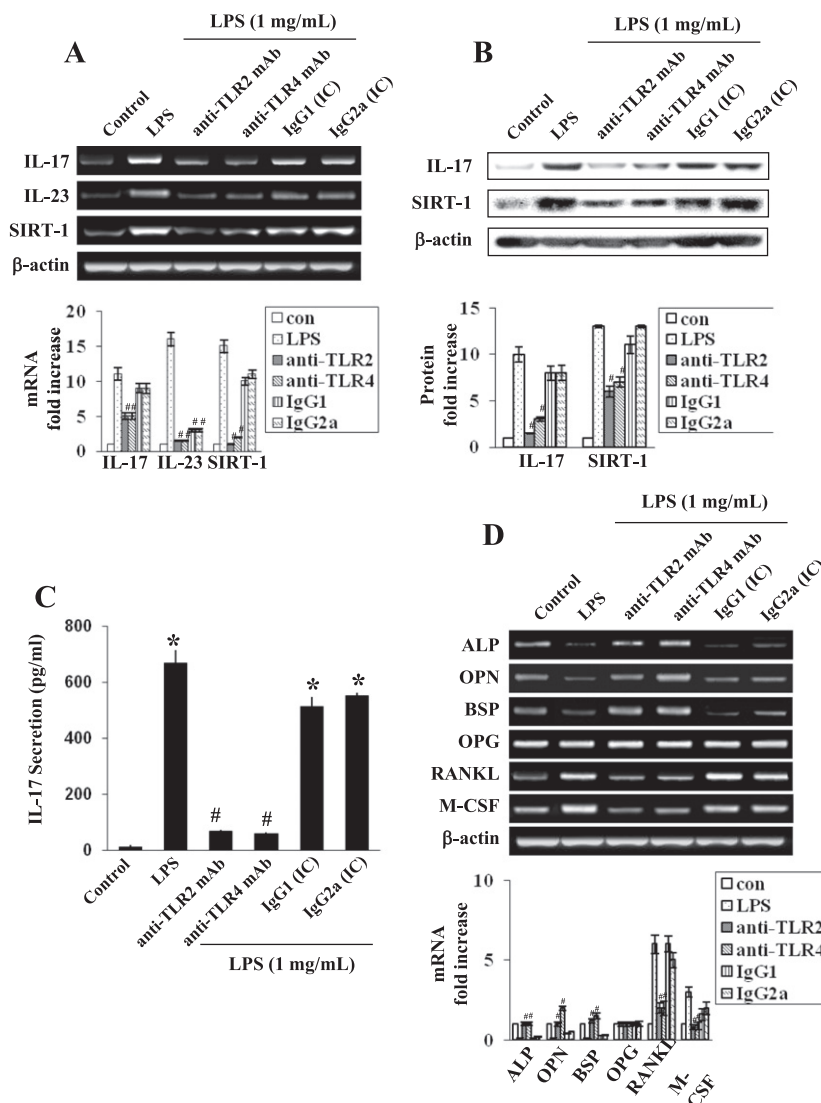 A
LPS (1 mg/mL)
Control
LPS
anti-TLR2 mAb
anti-TLR4 mAb
IgG1 (IC)
IgG2a (IC)
IL-17
IL-23
SIRT-1
β-actin
mRNA
fold increase
20
15
10
5
0
## 
# #
# #
IL-17 IL-23 SIRT-1
con
LPS
anti-TLR2
anti-TLR4
IgG1
IgG2a
B
LPS (1 mg/mL)
Control
LPS
anti-TLR2 mAb
anti-TLR4 mAb
IgG1 (IC)
IgG2a (IC)
IL-17
SIRT-1
β-actin
Protein
fold increase
15
10
5
0
# #
# #
IL-17 SIRT-1
con
LPS
anti-TLR2
anti-TLR4
IgG1
IgG2a
C
IL-17 Secretion (pg/ml)
800
600
400
200
0
*
#
#
*
*
Control
LPS
anti-TLR2 mAb
anti-TLR4 mAb
IgG1 (IC)
IgG2a (IC)
LPS (1 mg/mL)
D
LPS (1 mg/mL)
Control
LPS
anti-TLR2 mAb
anti-TLR4 mAb
IgG1 (IC)
IgG2a (IC)
ALP
OPN
BSP
OPG
RANKL
M-CSF
β-actin
mRNA
fold increase
10
5
0
##
# #
##
##
ALP
OPN
BSP
OPG
RANKL
M-
CSF
con
LPS
anti-TLR2
anti-TLR4
IgG1
IgG2a